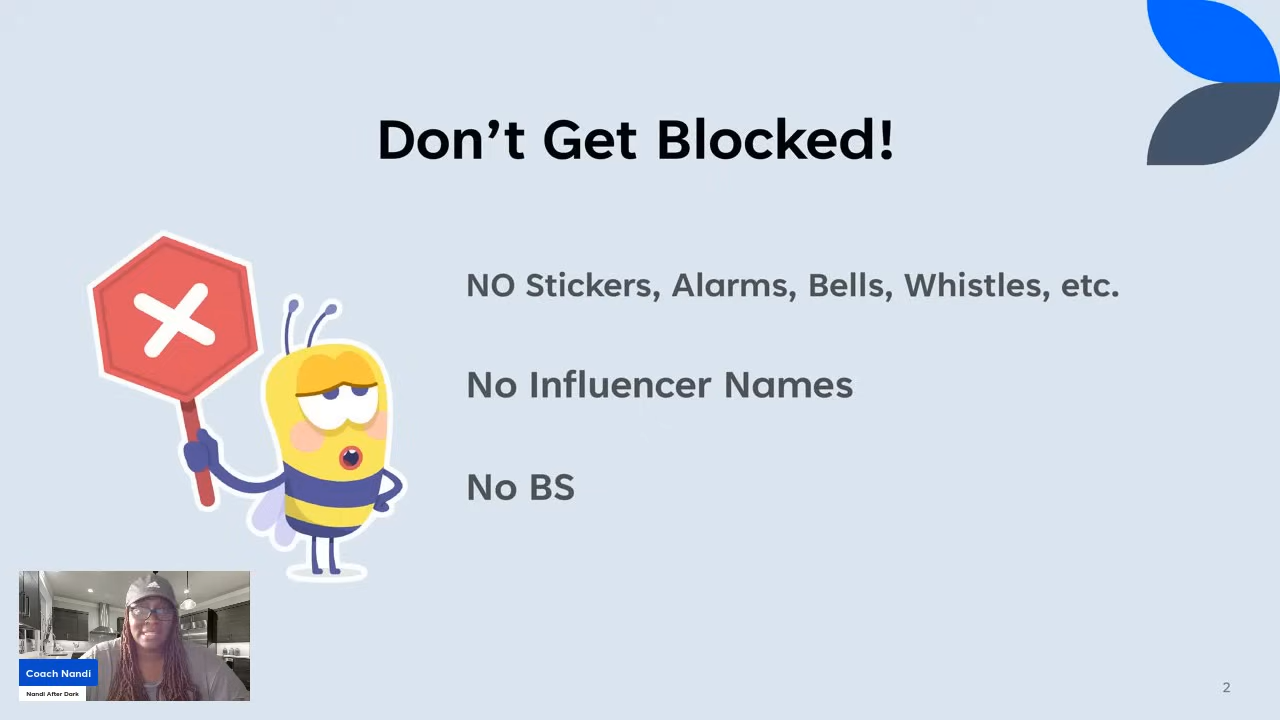 Don’t Get Blocked!
NO Stickers, Alarms, Bells, Whistles, etc.
No Influencer Names
No BS
Coach Nandi
Nandi After Dark
2